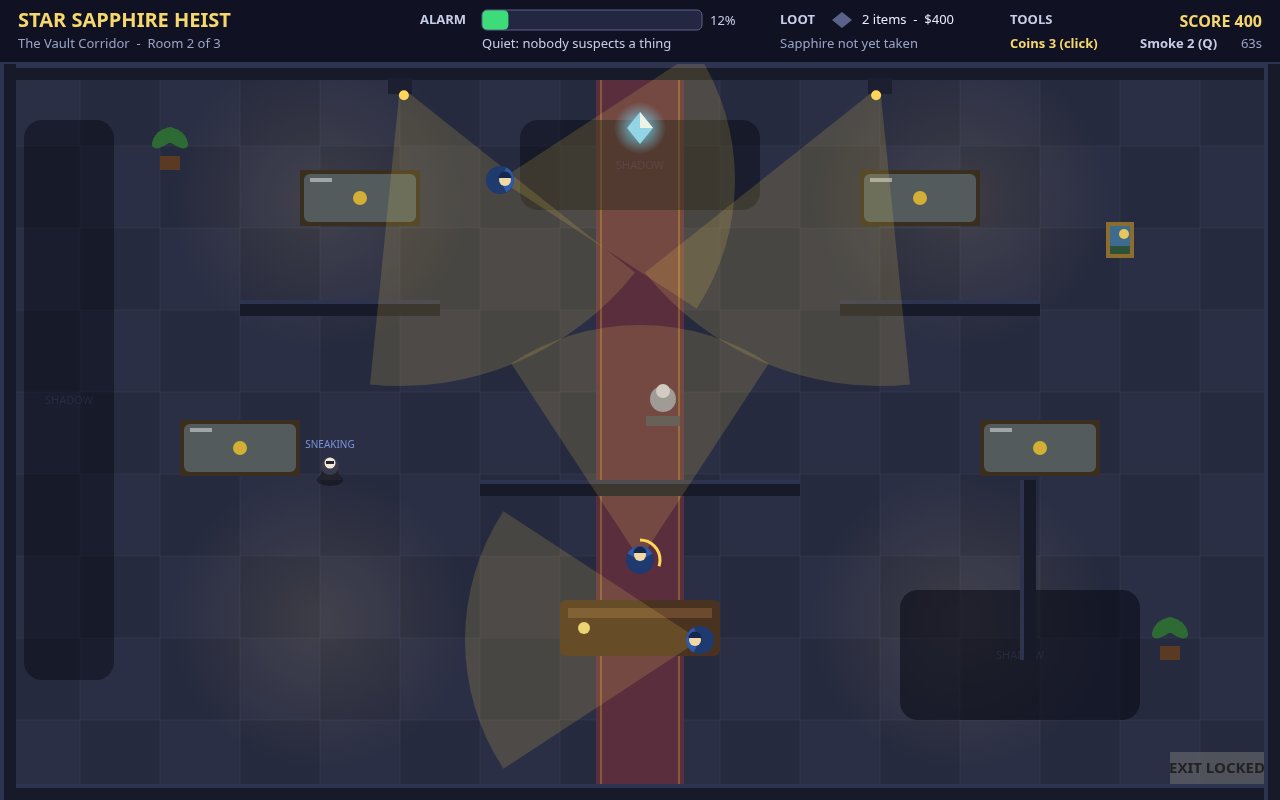 STAR SAPPHIRE HEIST
The Vault Corridor - Room 2 of 3
ALARM
12%
Quiet: nobody suspects a thing
LOOT
2 items - $400
Sapphire not yet taken
TOOLS
Coins 3 (click)
Smoke 2 (Q)
SCORE 400
63s
SHADOW
SHADOW
SNEAKING
EXIT LOCKED